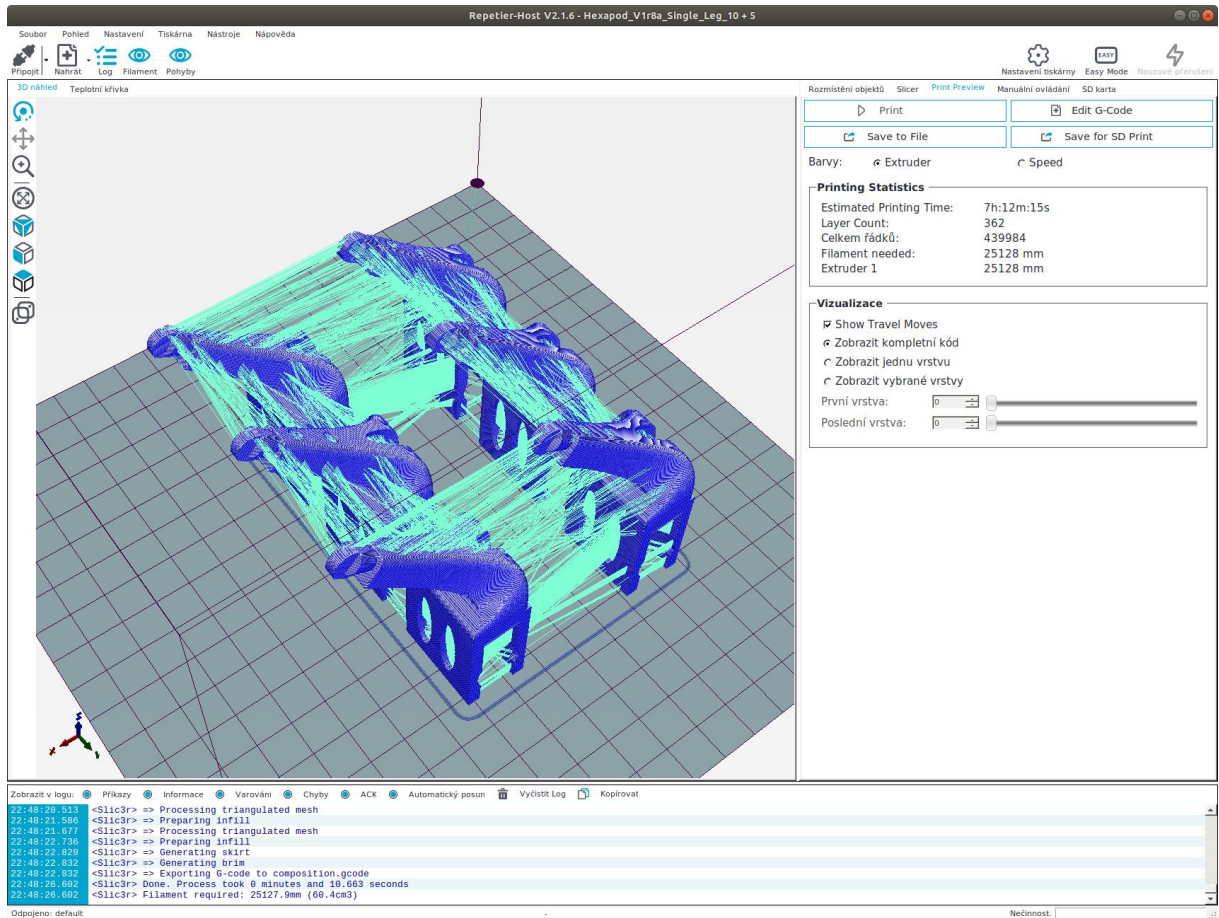 Repetier-Host V2.1.6 - Hexapod_V1r8a_Single_Leg_10 + 5
Soubor Pohled Nastavení Tiskárna Nástroje Nápověda
Připojit Nahrát Log Filament Pohyby
EASY
Nastavení tiskárny Easy Mode Nouzové přerušení
3D náhled Teplotní křivka
Rozmístění objektů Slicer Print Preview Manuální ovládání SD karta
Print Edit G-Code
Save to File Save for SD Print
Barvy: Extruder Speed
Printing Statistics
Estimated Printing Time: 7h:12m:15s
Layer Count: 362
Celkem řádků: 439984
Filament needed: 25128 mm
Extruder 1 25128 mm
Vizualizace
Show Travel Moves
Zobrazit kompletní kód
Zobrazit jednu vrstvu
Zobrazit vybrané vrstvy
První vrstva: 0
Poslední vrstva: 0
Zobrazit v logu: Příkazy Informace Varování Chyby ACK Automatický posun Vyčistit Log Kopírovat
22:48:20.513 <Slic3r> => Processing triangulated mesh
22:48:21.586 <Slic3r> => Preparing infill
22:48:21.677 <Slic3r> => Processing triangulated mesh
22:48:22.736 <Slic3r> => Preparing infill
22:48:22.829 <Slic3r> => Generating skirt
22:48:22.832 <Slic3r> => Generating brim
22:48:22.832 <Slic3r> => Exporting G-code to composition.gcode
22:48:26.602 <Slic3r> Done. Process took 0 minutes and 10.663 seconds
22:48:26.602 <Slic3r> Filament required: 25127.9mm (60.4cm3)
Odpojeno: default - Nečinnost.